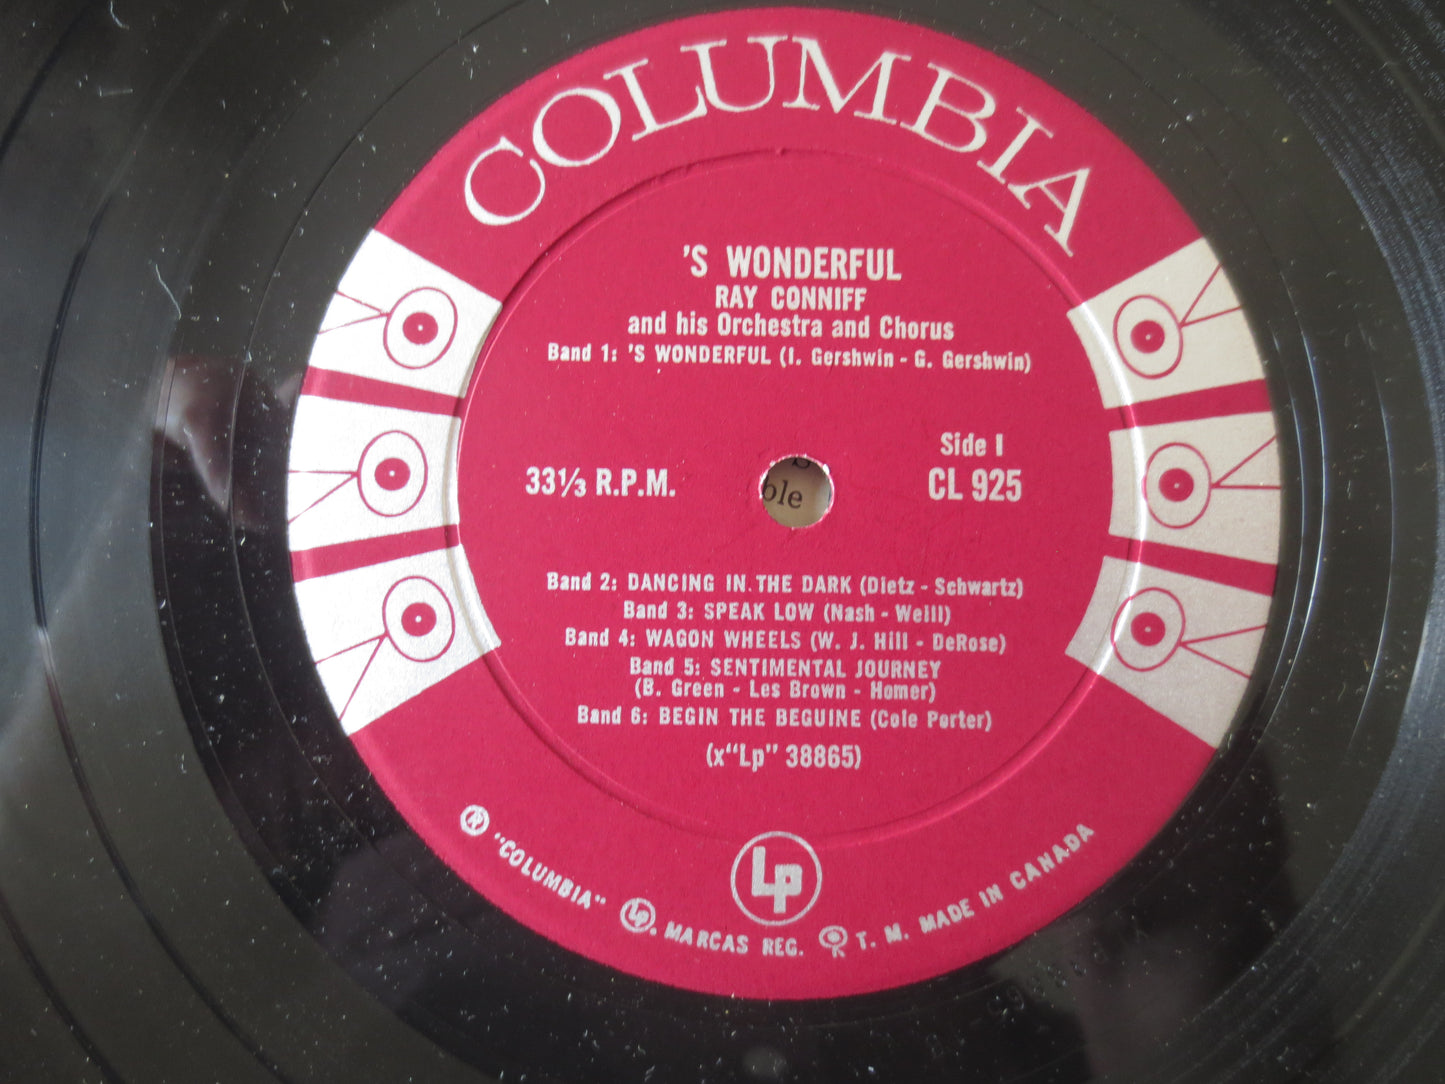 COLUMBIA
'S WONDERFUL
RAY CONNIFF
and his Orchestra and Chorus
Band 1: 'S WONDERFUL (I. Gershwin - G. Gershwin)
Side 1
33⅓ R.P.M.
CL 925
ole
Band 2: DANCING IN THE DARK (Dietz - Schwartz)
Band 3: SPEAK LOW (Nash - Weill)
Band 4: WAGON WHEELS (W. J. Hill - DeRose)
Band 5: SENTIMENTAL JOURNEY
(B. Green - Les Brown - Homer)
Band 6: BEGIN THE BEGUINE (Cole Porter)
(x"Lp" 38865)
Lp
® "COLUMBIA" Lp. MARCAS REG. T. M. MADE IN CANADA